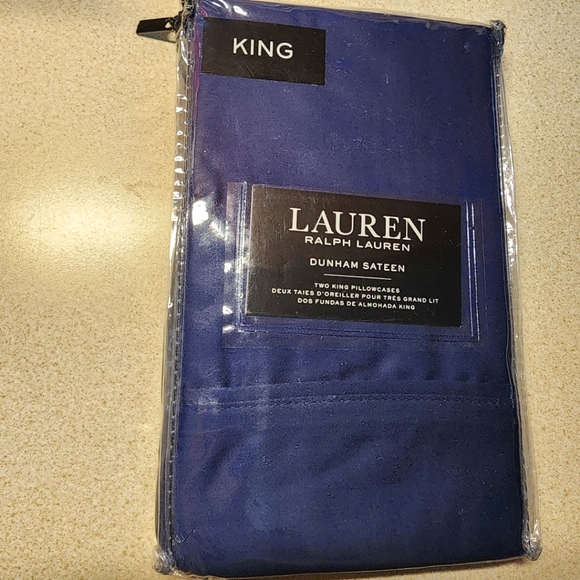 KING
LAUREN
RALPH LAUREN
DUNHAM SATEEN
TWO KING PILLOWCASES
DEUX TAIES D'OREILLER POUR TRÈS GRAND LIT
DOS FUNDAS DE ALMOHADA KING